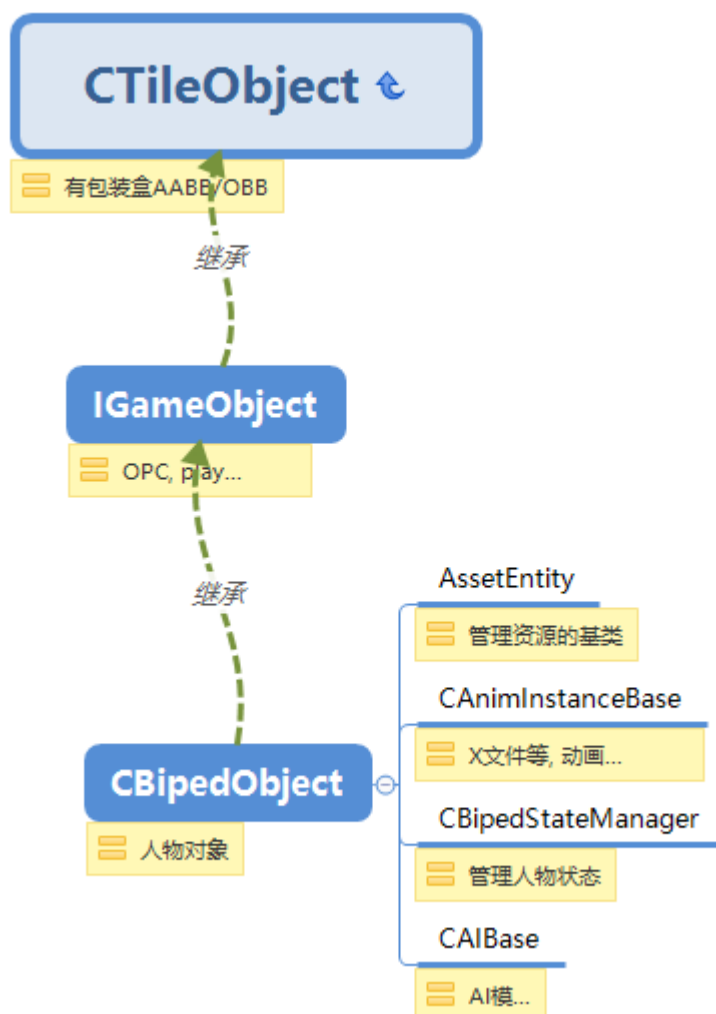 CTileObject
有包装盒AABB/OBB
继承
IGameObject
OPC, play...
继承
CBipedObject
人物对象
AssetEntity
管理资源的基类
CAnimInstanceBase
X文件等, 动画...
CBipedStateManager
管理人物状态
CAIBase
AI模...